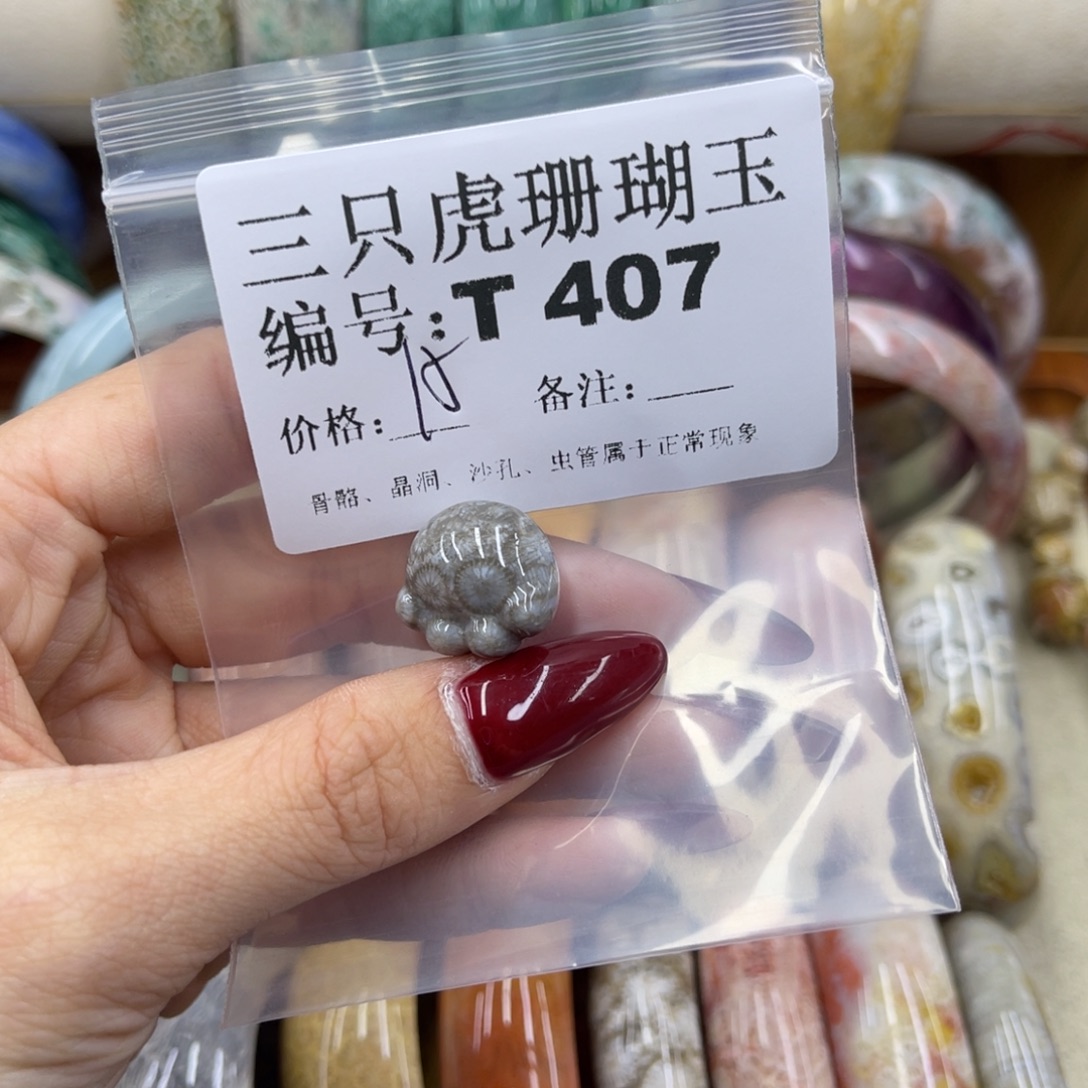 三只虎珊瑚玉
编号:T 407
价格: 备注:
骨骼、晶洞、沙孔、虫管属于正常现象